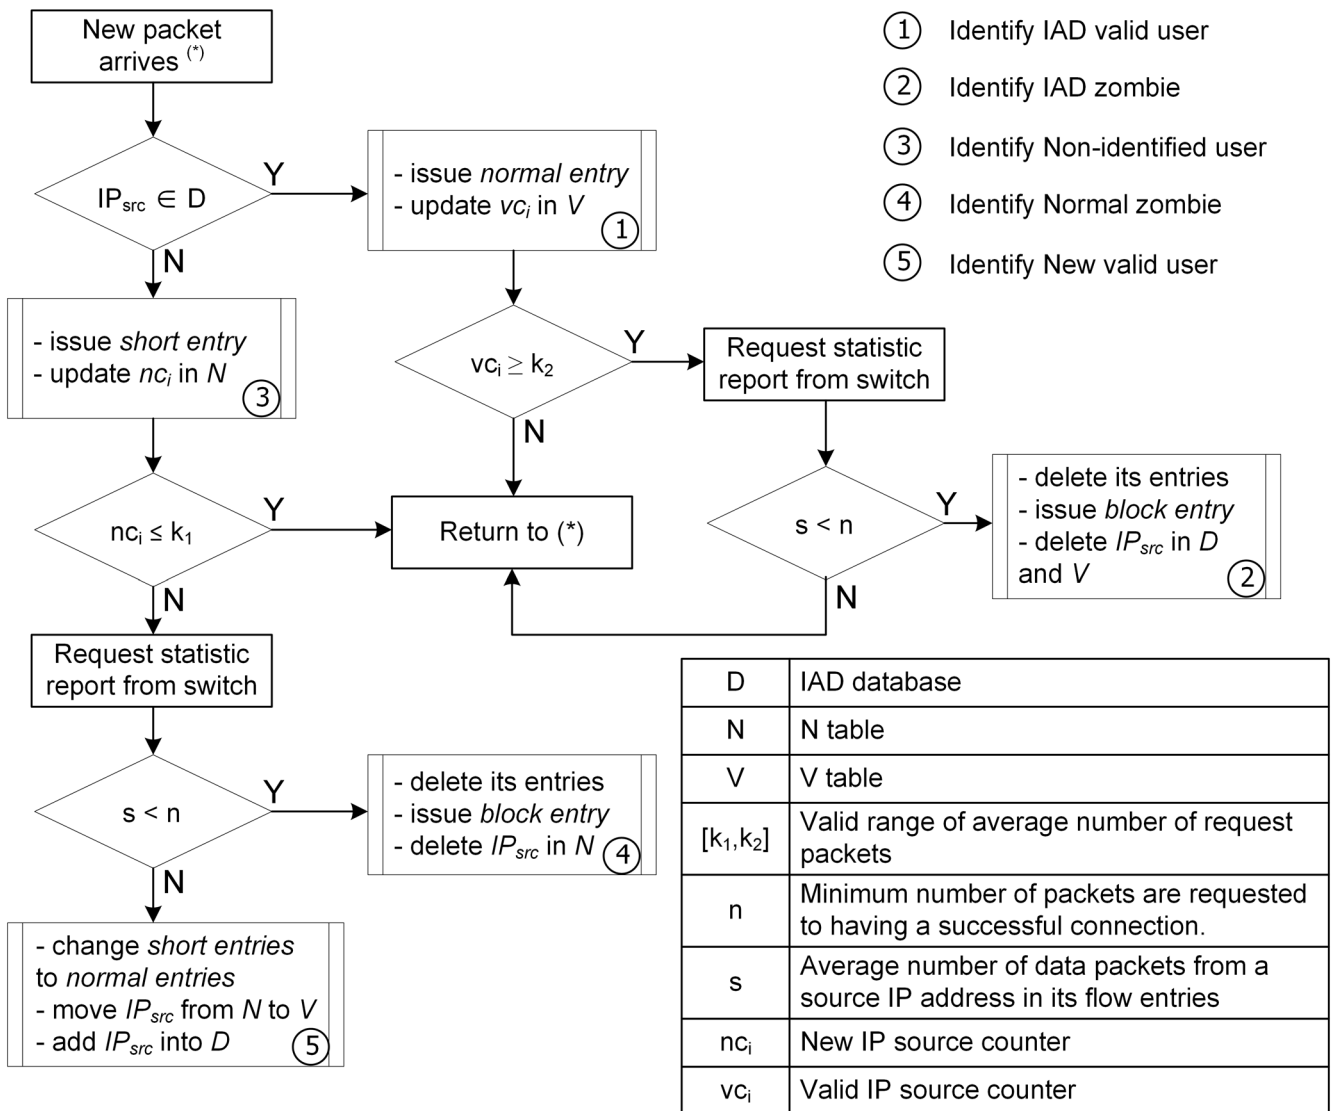 New packet
arrives (*)
IPsrc ∈ D
Y
N
- issue normal entry
- update vci in V
1
- issue short entry
- update nci in N
3
vci ≥ k2
Y
N
Request statistic
report from switch
nci ≤ k1
Y
N
Return to (*)
s < n
Y
N
- delete its entries
- issue block entry
- delete IPsrc in D
and V
2
Request statistic
report from switch
s < n
Y
N
- delete its entries
- issue block entry
- delete IPsrc in N
4
- change short entries
to normal entries
- move IPsrc from N to V
- add IPsrc into D
5
1 Identify IAD valid user
2 Identify IAD zombie
3 Identify Non-identified user
4 Identify Normal zombie
5 Identify New valid user
D IAD database
N N table
V V table
[k1,k2] Valid range of average number of request
packets
n Minimum number of packets are requested
to having a successful connection.
s Average number of data packets from a
source IP address in its flow entries
nci New IP source counter
vci Valid IP source counter